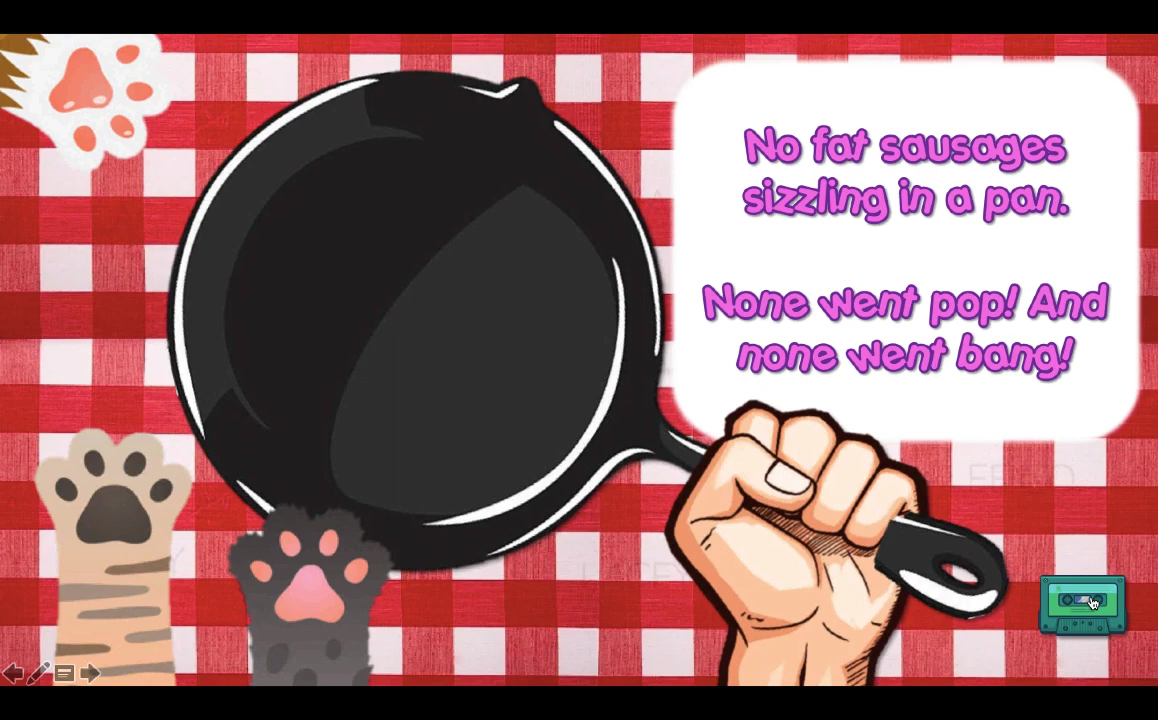 No fat sausages
sizzling in a pan.
None went pop! And
none went bang!